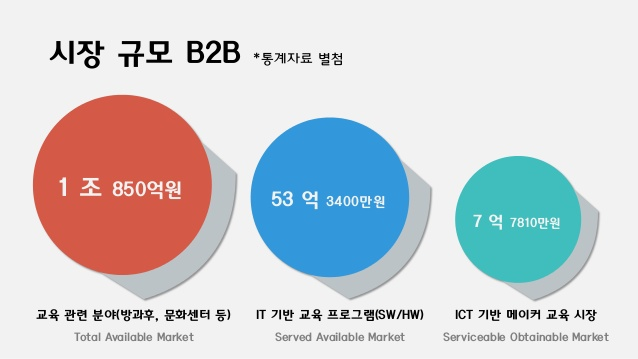 시장 규모 B2B *통계자료 별첨
1 조 850억원
53 억 3400만원
7 억 7810만원
교육 관련 분야(방과후, 문화센터 등)
Total Available Market
IT 기반 교육 프로그램(SW/HW)
Served Available Market
ICT 기반 메이커 교육 시장
Serviceable Obtainable Market